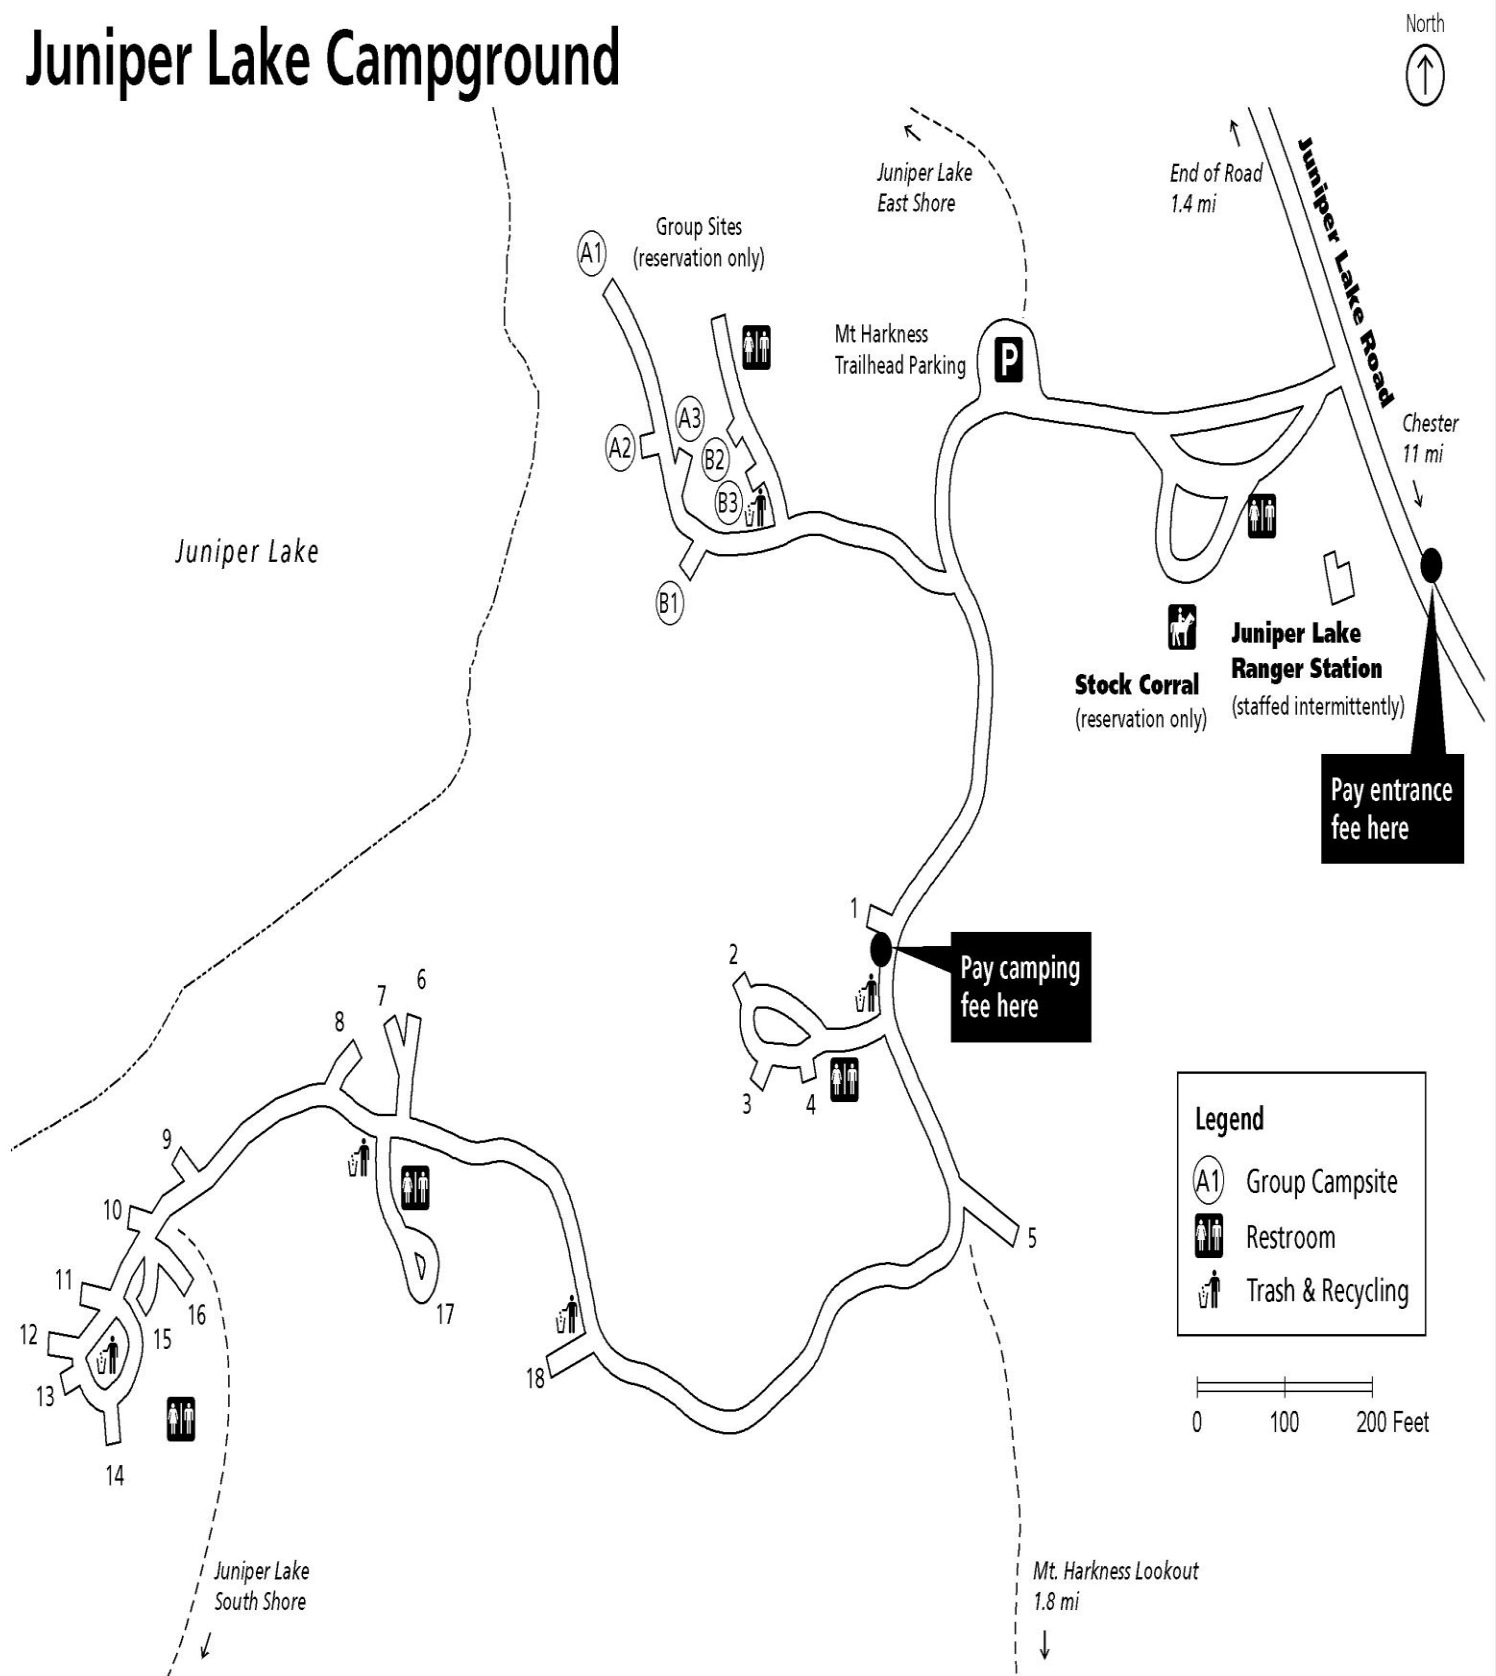 Juniper Lake Campground
North
Juniper Lake
East Shore
End of Road
1.4 mi
Juniper Lake Road
Group Sites
(reservation only)
A1
Mt Harkness
Trailhead Parking
P
A3
A2
B2
B3
B1
Chester
11 mi
Juniper Lake
Juniper Lake
Ranger Station
(staffed intermittently)
Stock Corral
(reservation only)
Pay entrance
fee here
1
2
Pay camping
fee here
6
7
8
3
4
9
10
5
11
16
17
12
15
18
13
14
Legend
A1
Group Campsite
Restroom
Trash & Recycling
0
100
200 Feet
Juniper Lake
South Shore
Mt. Harkness Lookout
1.8 mi